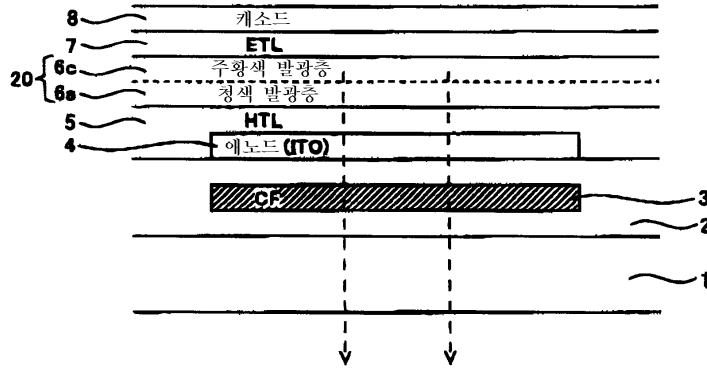 8 캐소드
7 ETL
20 6c 주황색 발광층
6a 청색 발광층
5 HTL
4 애노드 (ITO)
CF 3
2
1